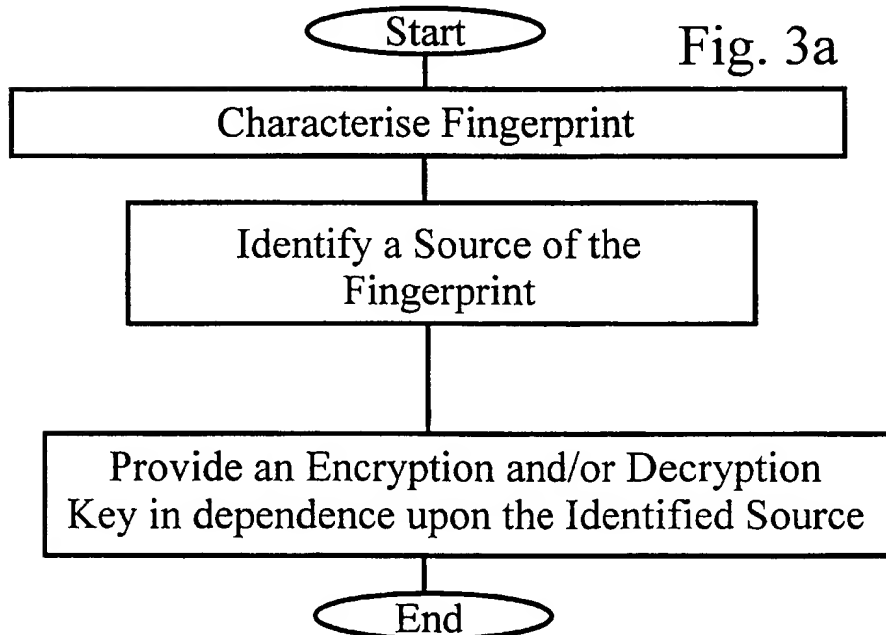 Start
Fig. 3a
Characterise Fingerprint
Identify a Source of the
Fingerprint
Provide an Encryption and/or Decryption
Key in dependence upon the Identified Source
End